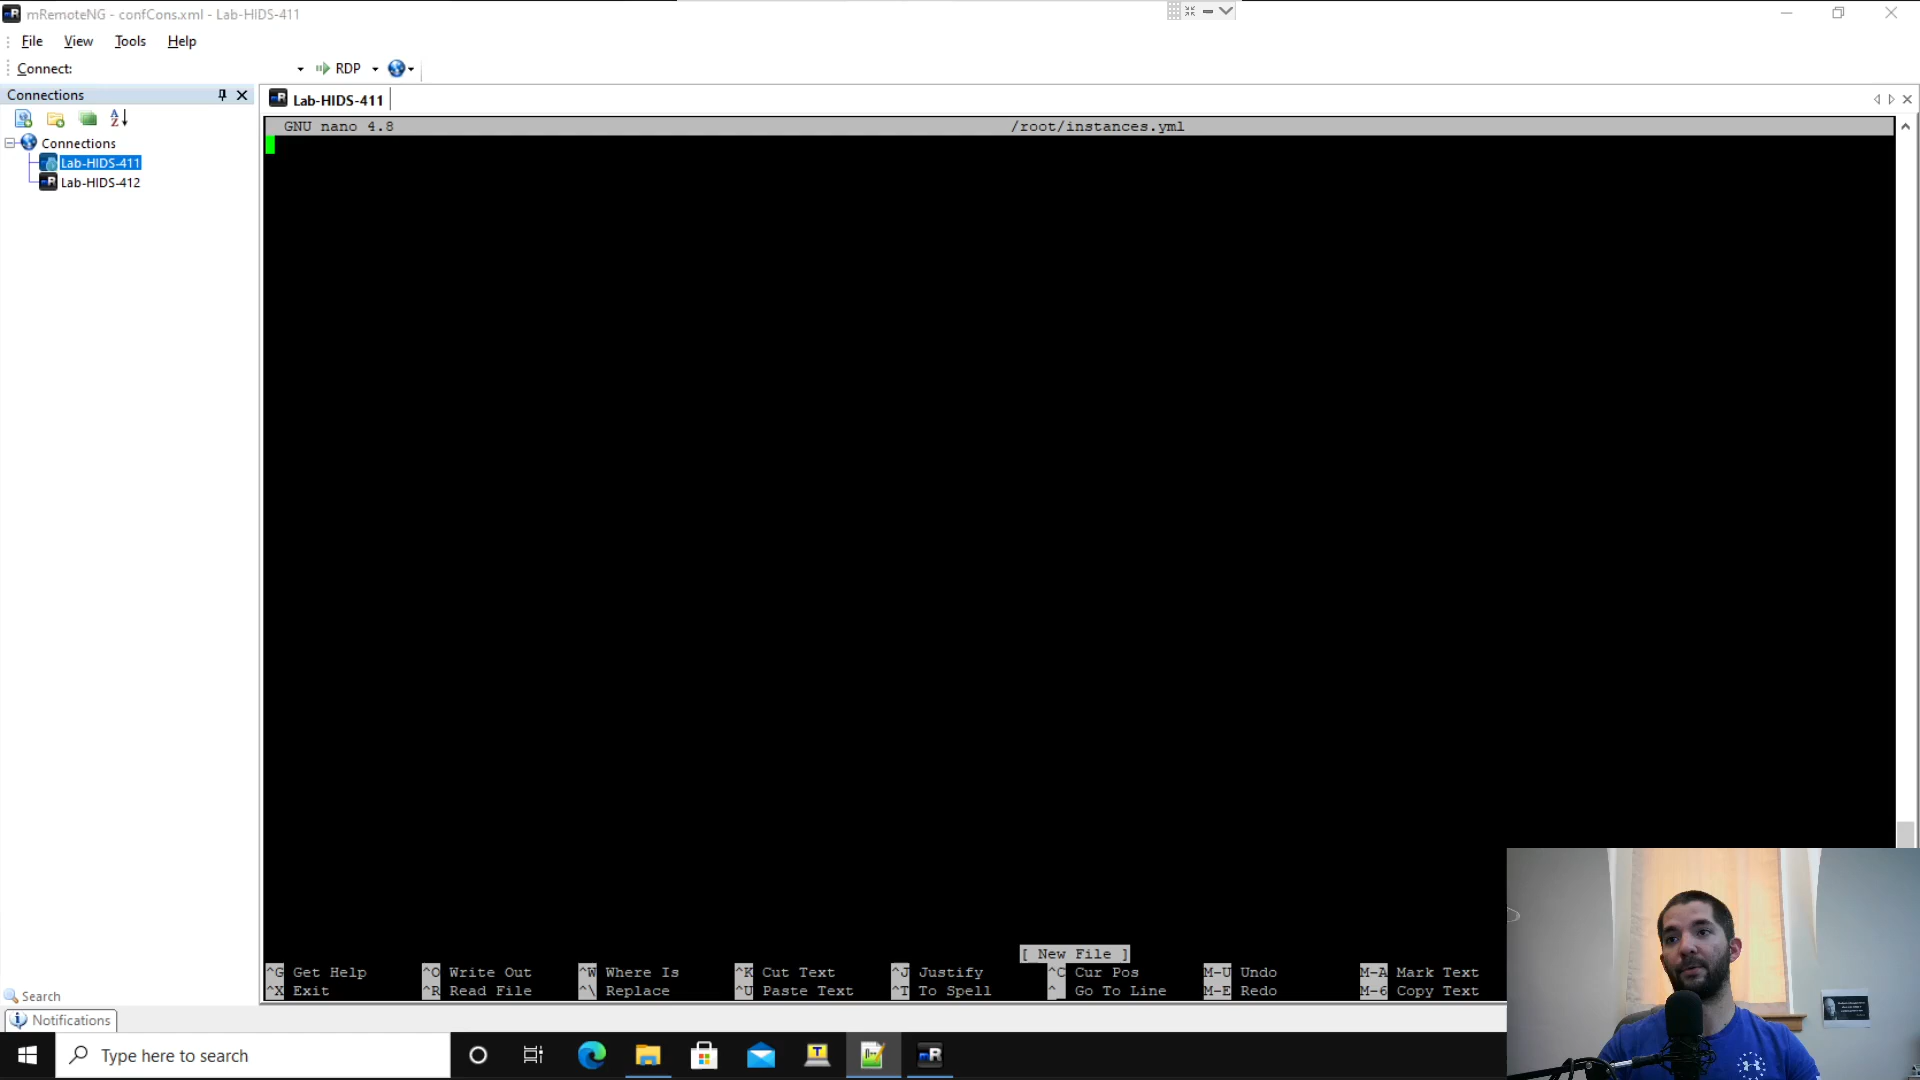 mRemoteNG - confCons.xml - Lab-HIDS-411
File View Tools Help
Connect: RDP
Connections
Lab-HIDS-411
Connections
Lab-HIDS-411
Lab-HIDS-412
GNU nano 4.8 /root/instances.yml
[ New File ]
^G Get Help ^O Write Out ^W Where Is ^K Cut Text ^J Justify ^C Cur Pos M-U Undo M-A Mark Text
^X Exit ^R Read File ^\ Replace ^U Paste Text ^T To Spell ^_ Go To Line M-E Redo M-6 Copy Text
Search
Notifications
Type here to search